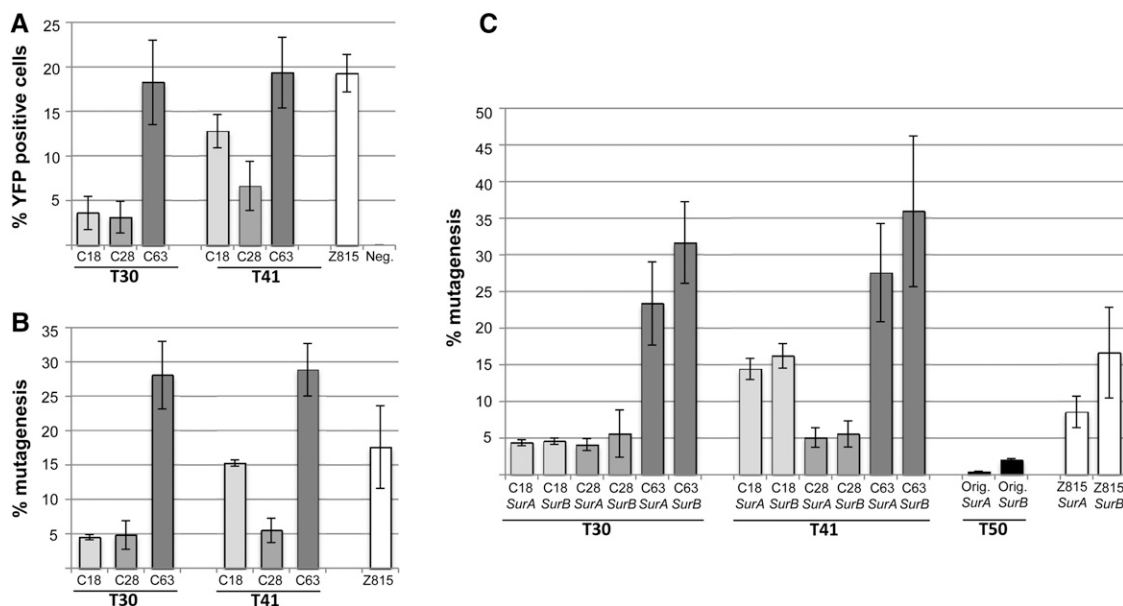 A
% YFP positive cells
25
20
15
10
5
C18 C28 C63 C18 C28 C63 Z815 Neg.
T30 T41
B
% mutagenesis
35
30
25
20
15
10
5
C18 C28 C63 C18 C28 C63 Z815
T30 T41
C
% mutagenesis
50
45
40
35
30
25
20
15
10
5
C18 C18 C28 C28 C63 C63 C18 C18 C28 C28 C63 C63 Orig. Orig. Z815 Z815
SurA SurB SurA SurB SurA SurB SurA SurB SurA SurB SurA SurB SurA SurB SurA SurB
T30 T41 T50